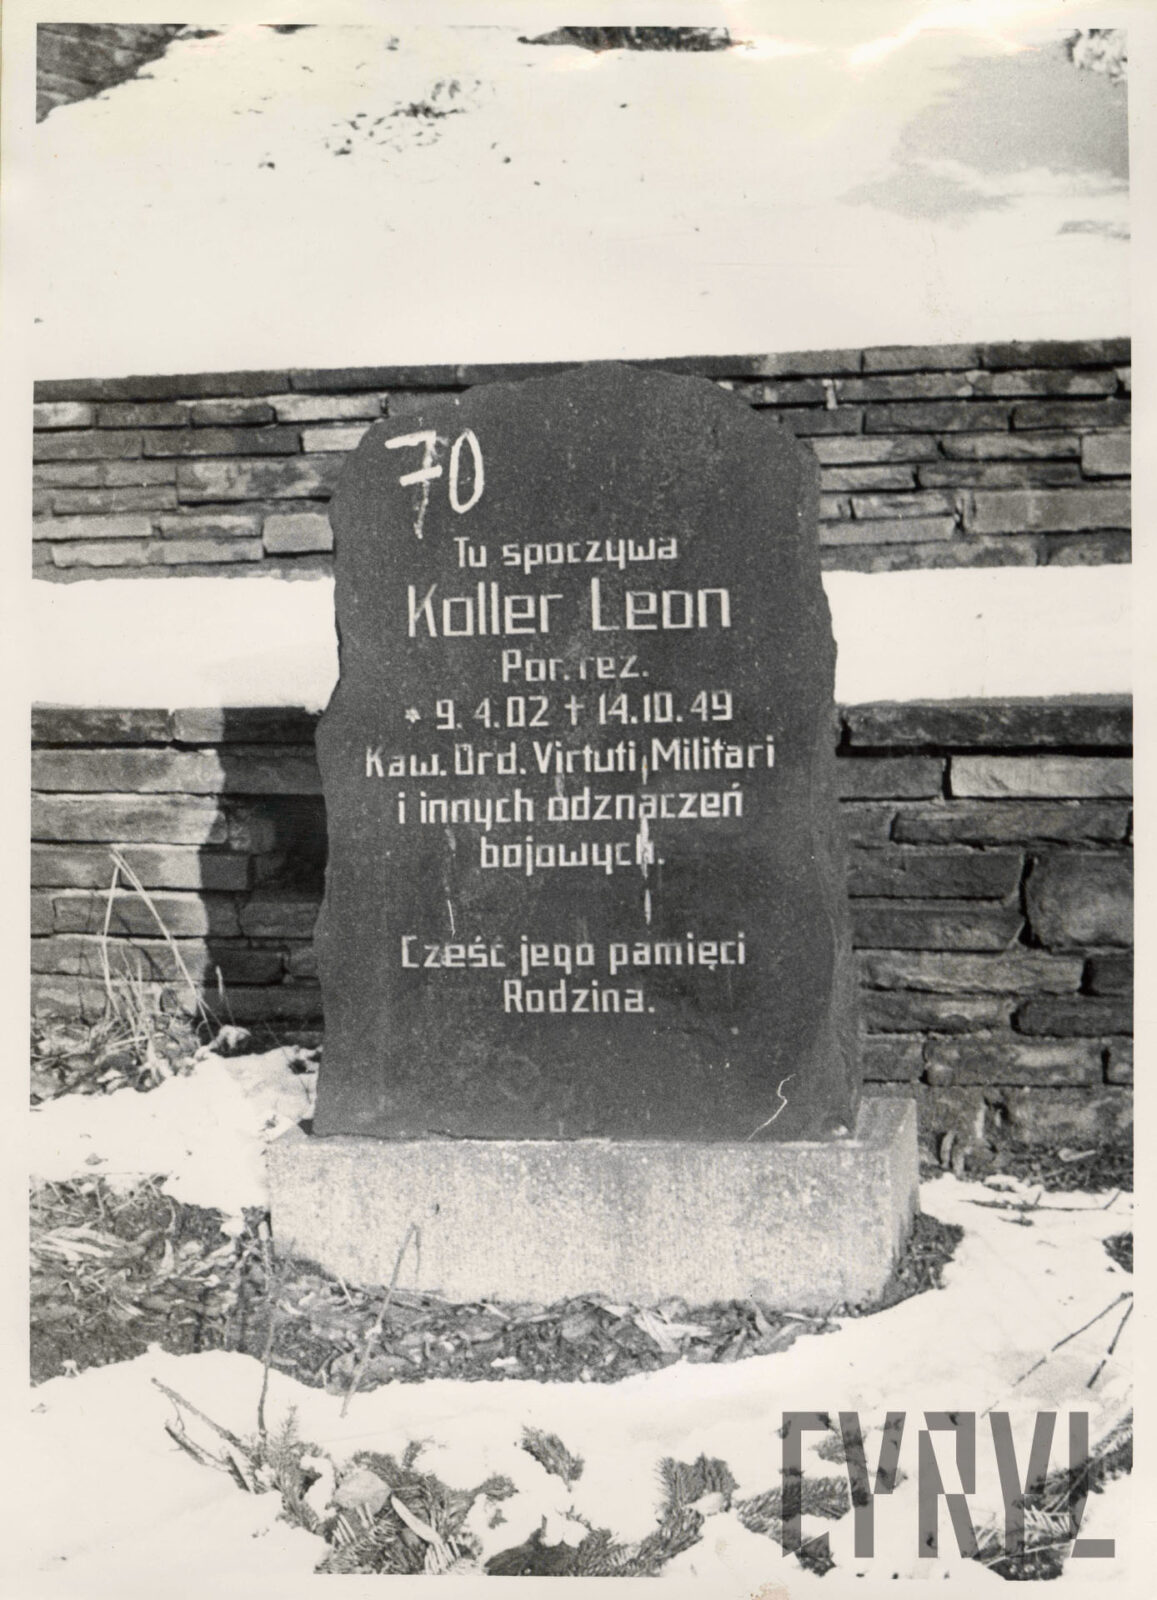 70
Tu spoczywa
Koller Leon
Por. rez.
* 9. 4. 02 † 14. 10. 49
Kaw. Ord. Virtuti Militari
i innych odznaczeń
bojowych.
Cześć jego pamięci
Rodzina.
CYRYL